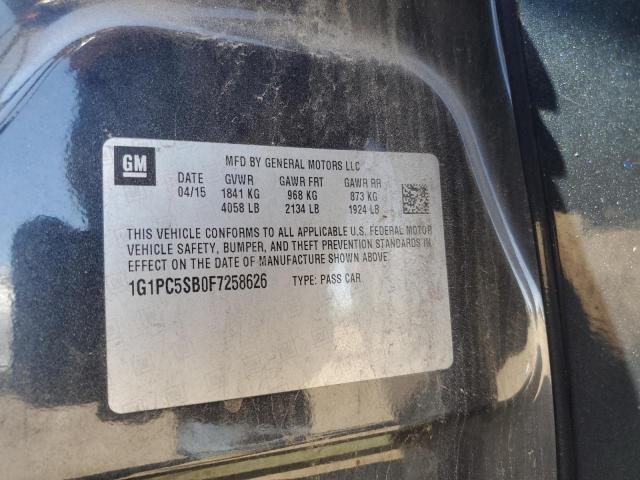 GM
MFD BY GENERAL MOTORS LLC
DATE GVWR GAWR FRT GAWR RR
04/15 1841 KG 968 KG 873 KG
4058 LB 2134 LB 1924 LB
THIS VEHICLE CONFORMS TO ALL APPLICABLE U.S. FEDERAL MOTOR
VEHICLE SAFETY, BUMPER, AND THEFT PREVENTION STANDARDS IN
EFFECT ON THE DATE OF MANUFACTURE SHOWN ABOVE.
1G1PC5SB0F7258626 TYPE: PASS CAR